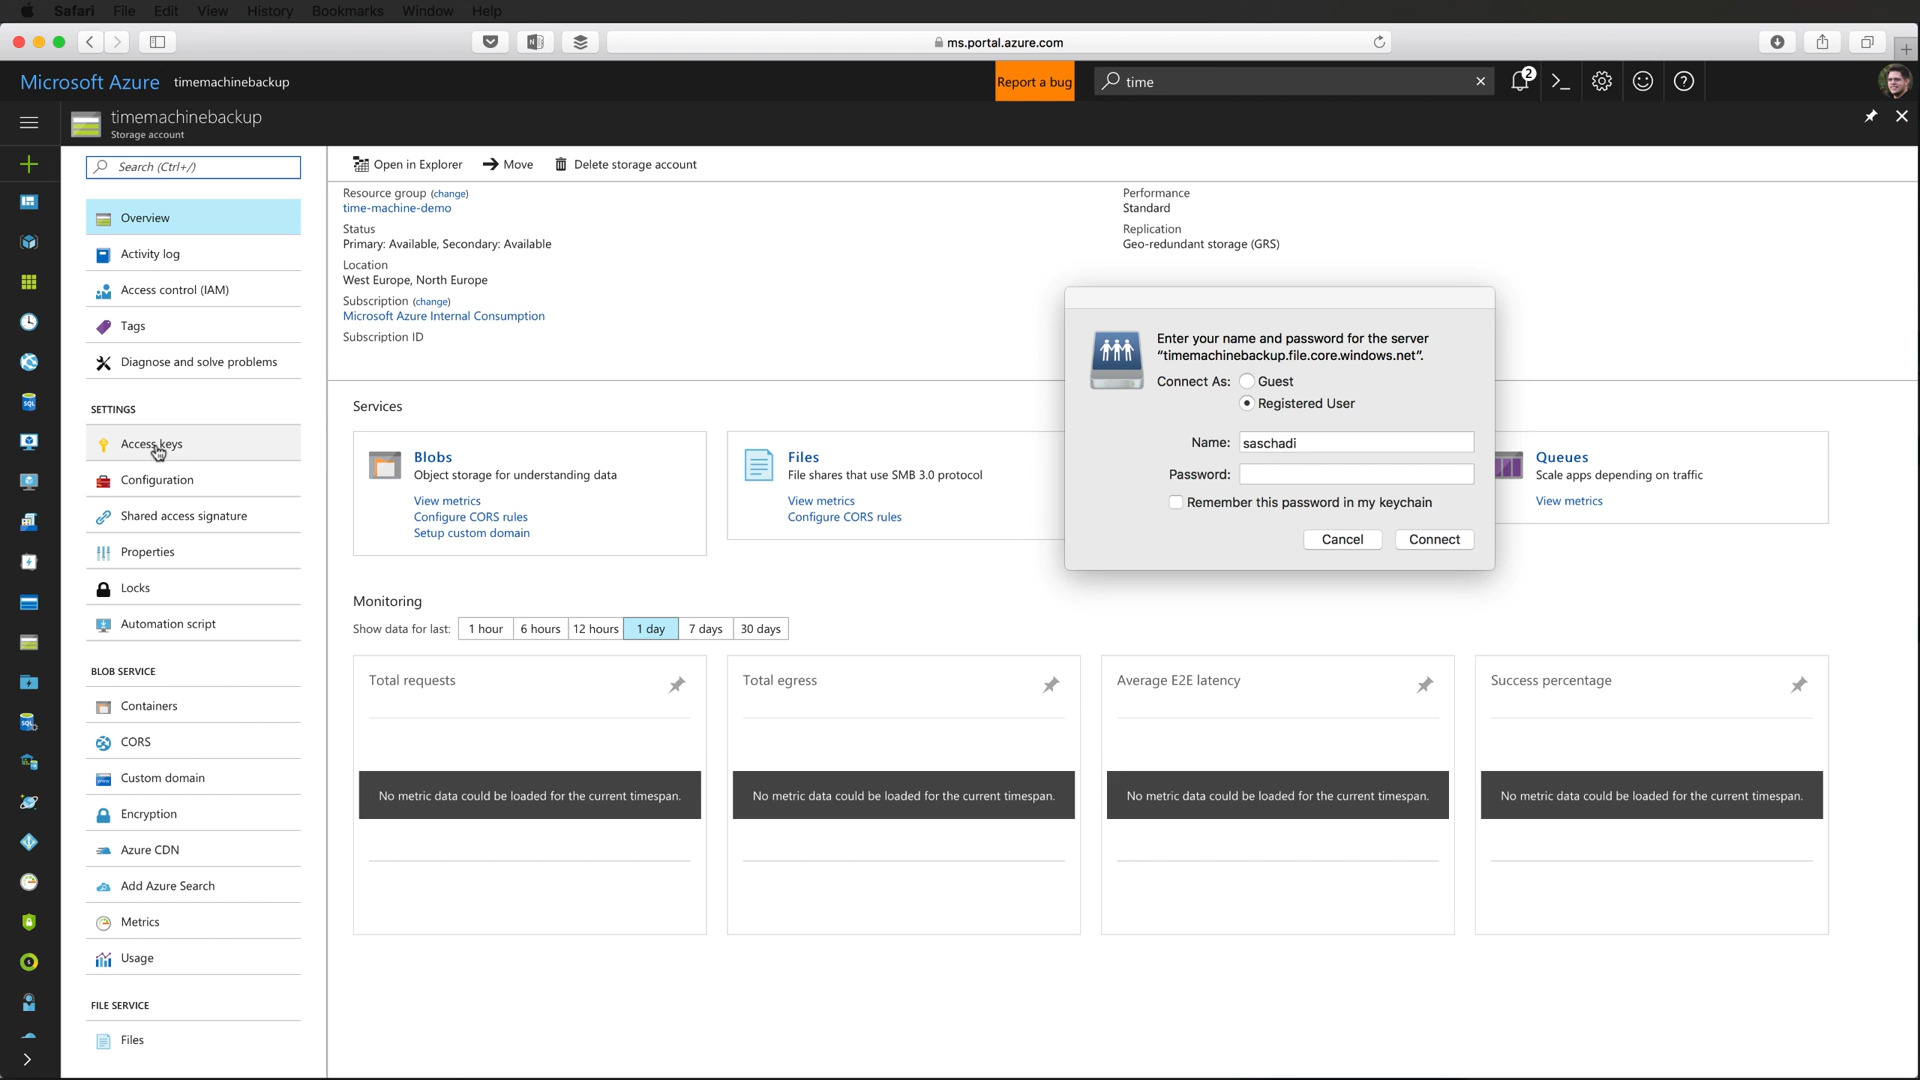 Safari File Edit View History Bookmarks Window Help
ms.portal.azure.com
Microsoft Azure timemachinebackup
Report a bug
time
2
timemachinebackup
Storage account
Search (Ctrl+/)
Overview
Activity log
Access control (IAM)
Tags
Diagnose and solve problems
SETTINGS
Access keys
Configuration
Shared access signature
Properties
Locks
Automation script
BLOB SERVICE
Containers
CORS
Custom domain
Encryption
Azure CDN
Add Azure Search
Metrics
Usage
FILE SERVICE
Files
Open in Explorer Move Delete storage account
Resource group (change)
time-machine-demo
Status
Primary: Available, Secondary: Available
Location
West Europe, North Europe
Subscription (change)
Microsoft Azure Internal Consumption
Subscription ID
Performance
Standard
Replication
Geo-redundant storage (GRS)
Services
Blobs
Object storage for understanding data
View metrics
Configure CORS rules
Setup custom domain
Files
File shares that use SMB 3.0 protocol
View metrics
Configure CORS rules
Queues
Scale apps depending on traffic
View metrics
Enter your name and password for the server
“timemachinebackup.file.core.windows.net”.
Connect As: Guest
Registered User
Name: saschadi
Password:
Remember this password in my keychain
Cancel Connect
Monitoring
Show data for last: 1 hour 6 hours 12 hours 1 day 7 days 30 days
Total requests
No metric data could be loaded for the current timespan.
Total egress
No metric data could be loaded for the current timespan.
Average E2E latency
No metric data could be loaded for the current timespan.
Success percentage
No metric data could be loaded for the current timespan.